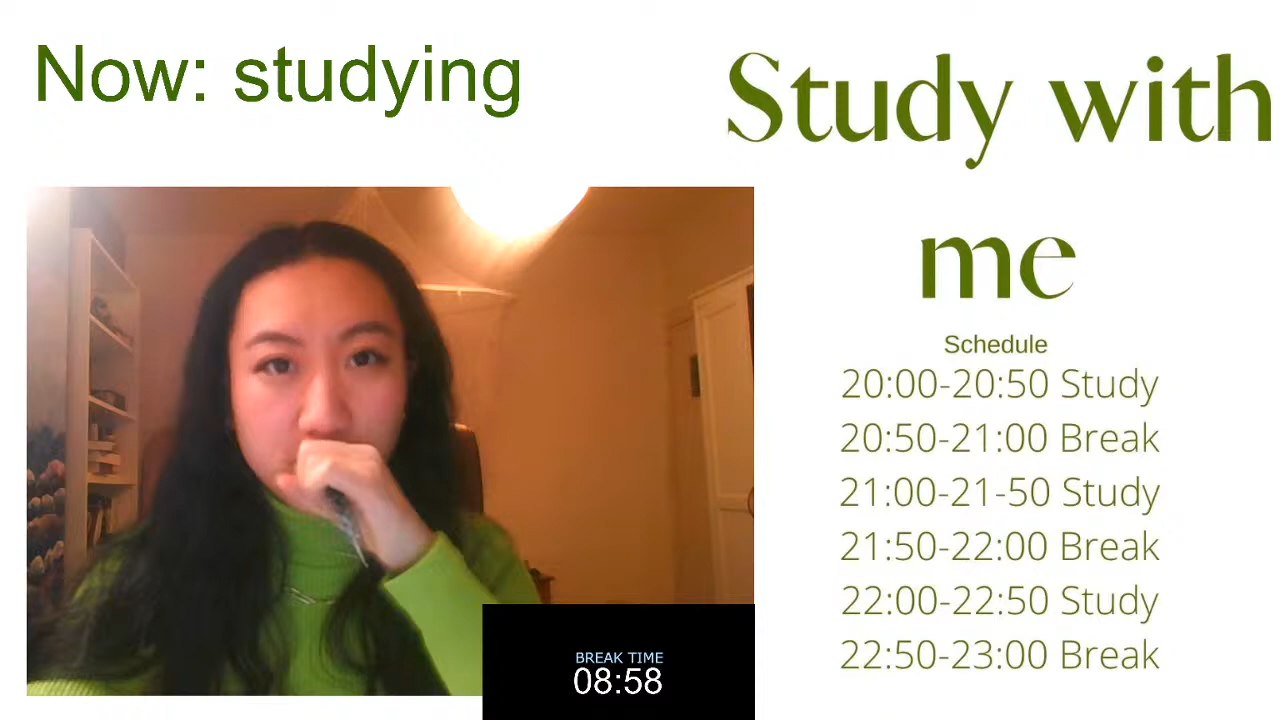 Now: studying
Study with
me
Schedule
20:00-20:50 Study
20:50-21:00 Break
21:00-21-50 Study
21:50-22:00 Break
22:00-22:50 Study
22:50-23:00 Break
BREAK TIME
08:58